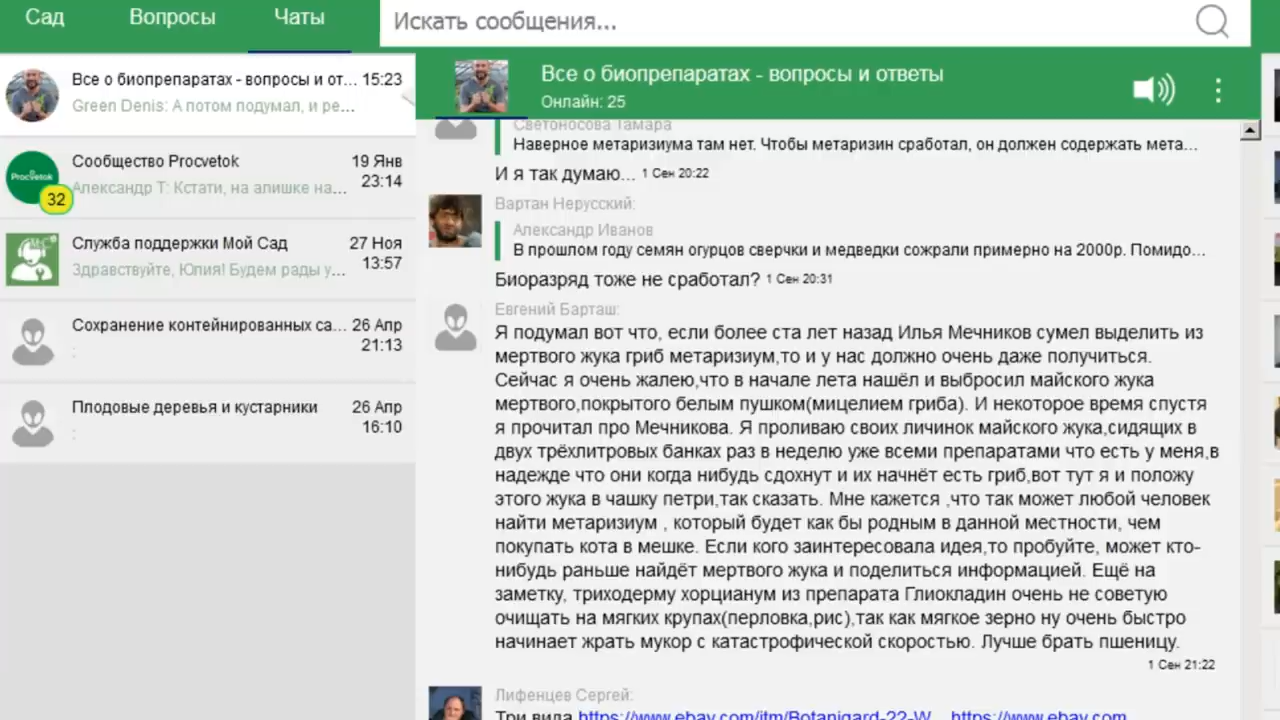 Сад Вопросы Чаты
Искать сообщения...
Все о биопрепаратах - вопросы и от... 15:23
Green Denis: А потом подумал, и ре...
Сообщество Procvetok 19 Янв
23:14
Procvetok
Александр Т: Кстати, на алишке на...
32
Служба поддержки Мой Сад 27 Ноя
13:57
Здравствуйте, Юлия! Будем рады у...
Сохранение контейнированных са... 26 Апр
21:13
:
Плодовые деревья и кустарники 26 Апр
16:10
:
Все о биопрепаратах - вопросы и ответы
Онлайн: 25
Светоносова Тамара
Наверное метаризиума там нет. Чтобы метаризин сработал, он должен содержать мета...
И я так думаю... 1 Сен 20:22
Вартан Нерусский:
Александр Иванов
В прошлом году семян огурцов сверчки и медведки сожрали примерно на 2000р. Помидо...
Биоразряд тоже не сработал? 1 Сен 20:31
Евгений Барташ:
Я подумал вот что, если более ста лет назад Илья Мечников сумел выделить из
мертвого жука гриб метаризиум,то и у нас должно очень даже получиться.
Сейчас я очень жалею,что в начале лета нашёл и выбросил майского жука
мертвого,покрытого белым пушком(мицелием гриба). И некоторое время спустя
я прочитал про Мечникова. Я проливаю своих личинок майского жука,сидящих в
двух трёхлитровых банках раз в неделю уже всеми препаратами что есть у меня,в
надежде что они когда нибудь сдохнут и их начнёт есть гриб,вот тут я и положу
этого жука в чашку петри,так сказать. Мне кажется ,что так может любой человек
найти метаризиум , который будет как бы родным в данной местности, чем
покупать кота в мешке. Если кого заинтересовала идея,то пробуйте, может кто-
нибудь раньше найдёт мертвого жука и поделиться информацией. Ещё на
заметку, триходерму хорцианум из препарата Глиокладин очень не советую
очищать на мягких крупах(перловка,рис),так как мягкое зерно ну очень быстро
начинает жрать мукор с катастрофической скоростью. Лучше брать пшеницу.
1 Сен 21:22
Лифенцев Сергей:
Три вида https://www.ebay.com/itm/Botanigard-22-W... https://www.ebay.com